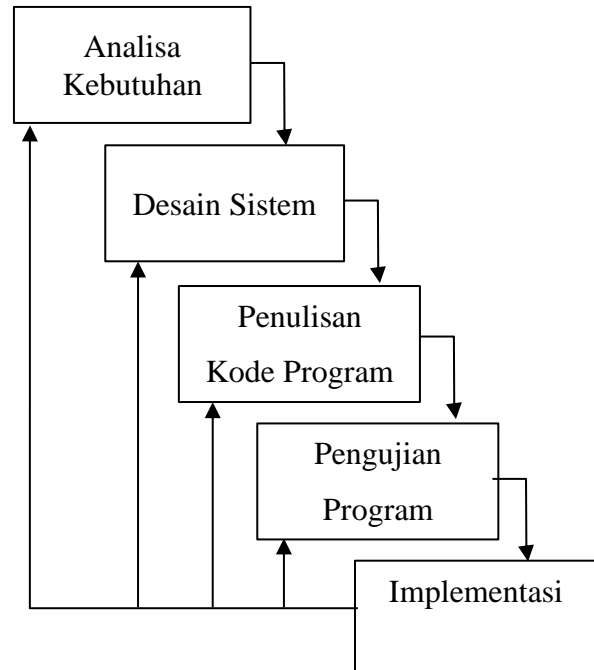 Analisa
Kebutuhan
Desain Sistem
Penulisan
Kode Program
Pengujian
Program
Implementasi